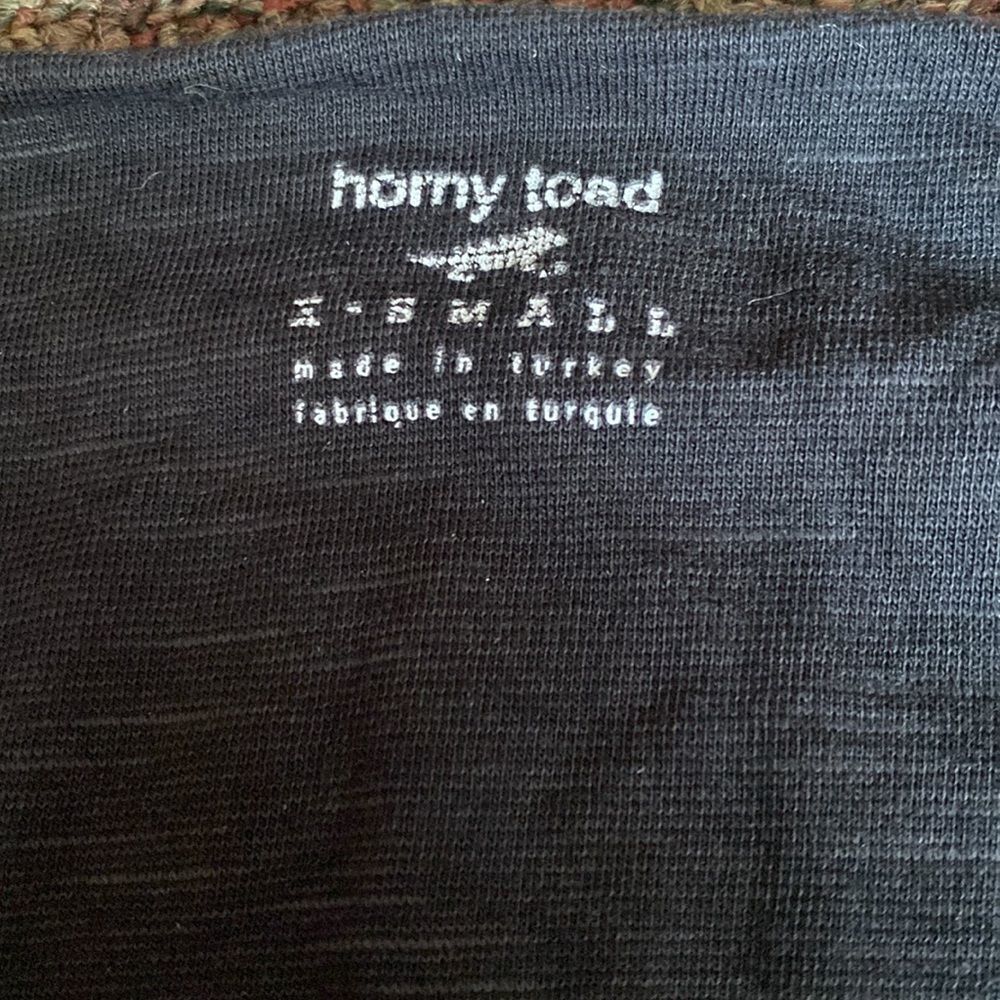 horny toad
X-SMALL
made in turkey
fabrique en turquie